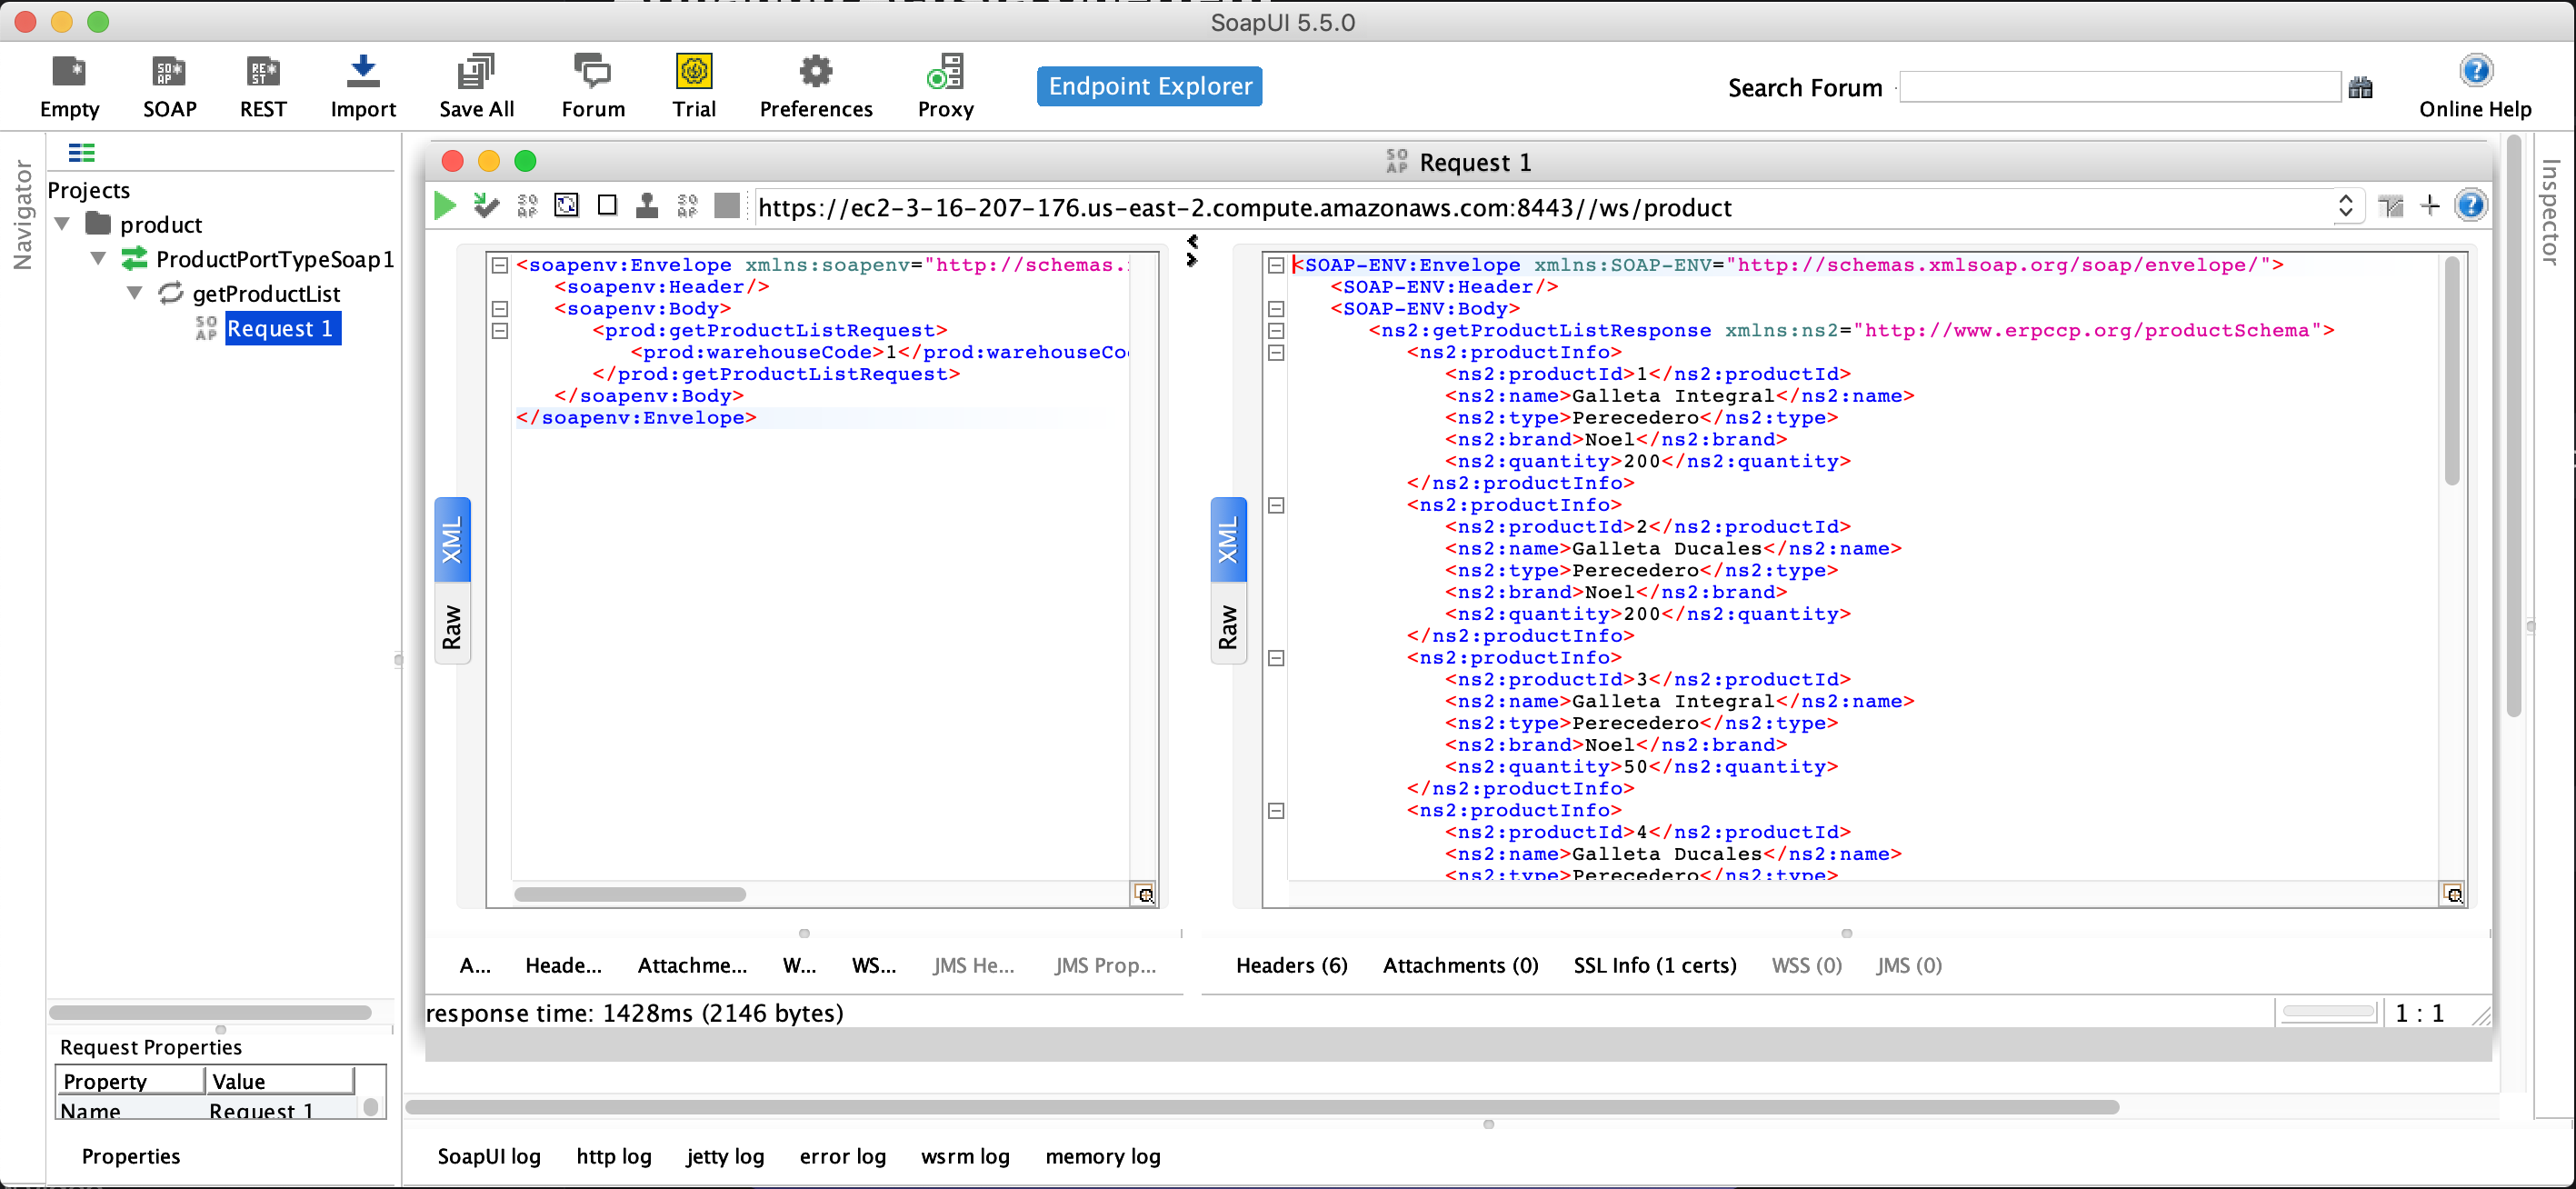 SoapUI 5.5.0
Empty SOAP REST Import Save All Forum Trial Preferences Proxy Endpoint Explorer Search Forum Online Help
Navigator
Projects
product
ProductPortTypeSoap1
getProductList
Request 1
Request Properties
Property Value
Name Request 1
Properties
Request 1
https://ec2-3-16-207-176.us-east-2.compute.amazonaws.com:8443//ws/product
XML
Raw
<soapenv:Envelope xmlns:soapenv="http://schemas.
<soapenv:Header/>
<soapenv:Body>
<prod:getProductListRequest>
<prod:warehouseCode>1</prod:warehouseCo
</prod:getProductListRequest>
</soapenv:Body>
</soapenv:Envelope>
A... Heade... Attachme... W... WS... JMS He... JMS Prop...
XML
Raw
<SOAP-ENV:Envelope xmlns:SOAP-ENV="http://schemas.xmlsoap.org/soap/envelope/">
<SOAP-ENV:Header/>
<SOAP-ENV:Body>
<ns2:getProductListResponse xmlns:ns2="http://www.erpccp.org/productSchema">
<ns2:productInfo>
<ns2:productId>1</ns2:productId>
<ns2:name>Galleta Integral</ns2:name>
<ns2:type>Perecedero</ns2:type>
<ns2:brand>Noel</ns2:brand>
<ns2:quantity>200</ns2:quantity>
</ns2:productInfo>
<ns2:productInfo>
<ns2:productId>2</ns2:productId>
<ns2:name>Galleta Ducales</ns2:name>
<ns2:type>Perecedero</ns2:type>
<ns2:brand>Noel</ns2:brand>
<ns2:quantity>200</ns2:quantity>
</ns2:productInfo>
<ns2:productInfo>
<ns2:productId>3</ns2:productId>
<ns2:name>Galleta Integral</ns2:name>
<ns2:type>Perecedero</ns2:type>
<ns2:brand>Noel</ns2:brand>
<ns2:quantity>50</ns2:quantity>
</ns2:productInfo>
<ns2:productInfo>
<ns2:productId>4</ns2:productId>
<ns2:name>Galleta Ducales</ns2:name>
<ns2:type>Perecedero</ns2:type>
Headers (6) Attachments (0) SSL Info (1 certs) WSS (0) JMS (0)
response time: 1428ms (2146 bytes)
1 : 1
SoapUI log http log jetty log error log wsrm log memory log
Inspector